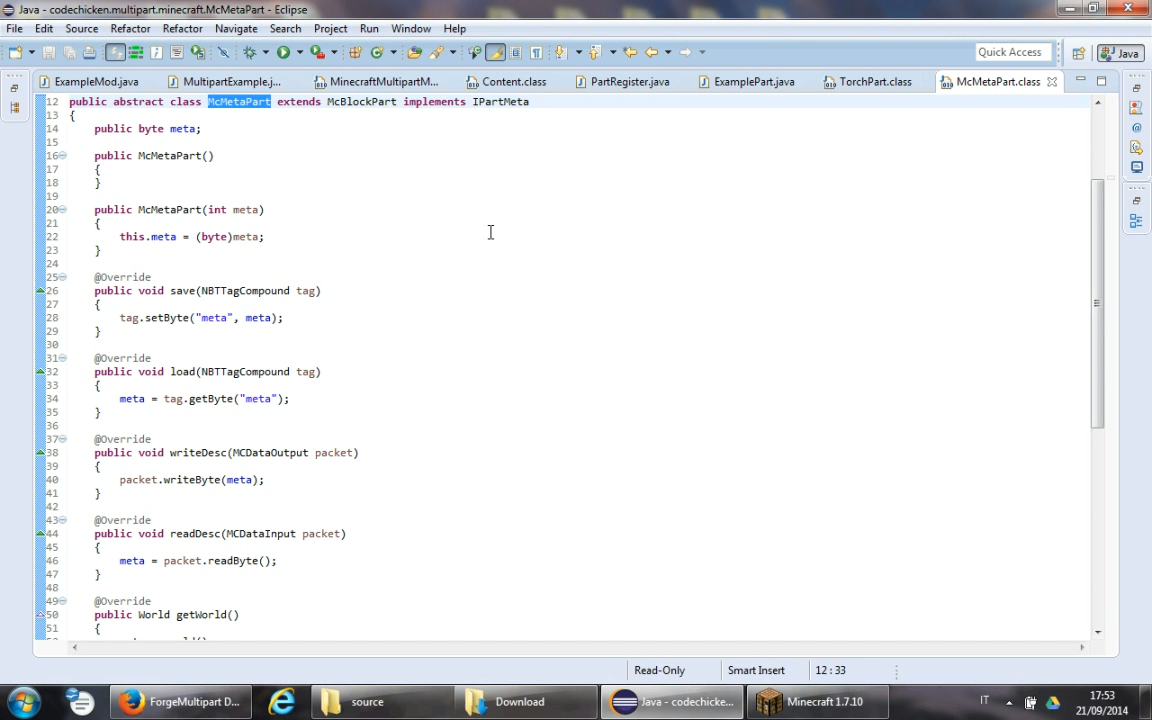 Java - codechicken.multipart.minecraft.McMetaPart - Eclipse
File Edit Source Refactor Refactor Navigate Search Project Run Window Help
Quick Access
Java
ExampleMod.java MultipartExample.j... MinecraftMultipartM... Content.class PartRegister.java ExamplePart.java TorchPart.class McMetaPart.class
12 public abstract class McMetaPart extends McBlockPart implements IPartMeta
13 {
14 public byte meta;
15
16 public McMetaPart()
17 {
18 }
19
20 public McMetaPart(int meta)
21 {
22 this.meta = (byte)meta;
23 }
24
25 @Override
26 public void save(NBTTagCompound tag)
27 {
28 tag.setByte("meta", meta);
29 }
30
31 @Override
32 public void load(NBTTagCompound tag)
33 {
34 meta = tag.getByte("meta");
35 }
36
37 @Override
38 public void writeDesc(MCDataOutput packet)
39 {
40 packet.writeByte(meta);
41 }
42
43 @Override
44 public void readDesc(MCDataInput packet)
45 {
46 meta = packet.readByte();
47 }
48
49 @Override
50 public World getWorld()
51 {
Read-Only Smart Insert 12 : 33
ForgeMultipart D... source Download Java - codechicke... Minecraft 1.7.10 IT 17:53
21/09/2014